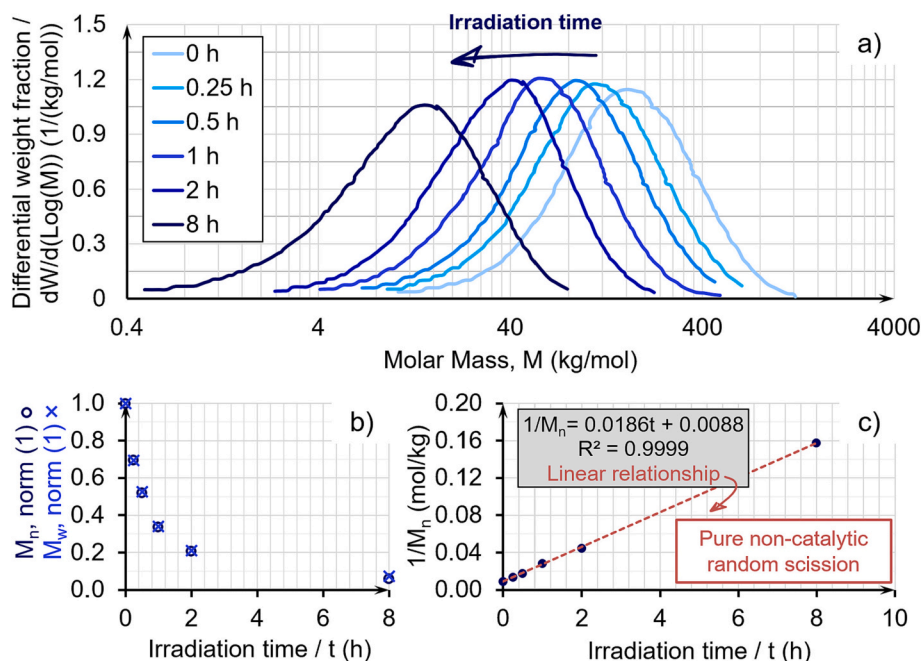 Differential weight fraction /
dW/d(Log(M)) (1/(kg/mol))
1.5
1.2
0.9
0.6
0.3
0
0 h
0.25 h
0.5 h
1 h
2 h
8 h
Irradiation time
a)
0.4
4
40
400
4000
Molar Mass, M (kg/mol)
Mn, norm (1) o
Mw, norm (1) ×
1.0
0.8
0.6
0.4
0.2
0.0
b)
0
2
4
6
8
Irradiation time / t (h)
1/Mn (mol/kg)
0.20
0.16
0.12
0.08
0.04
0.00
1/Mn= 0.0186t + 0.0088
R² = 0.9999
Linear relationship
c)
Pure non-catalytic
random scission
0
2
4
6
8
10
Irradiation time / t (h)